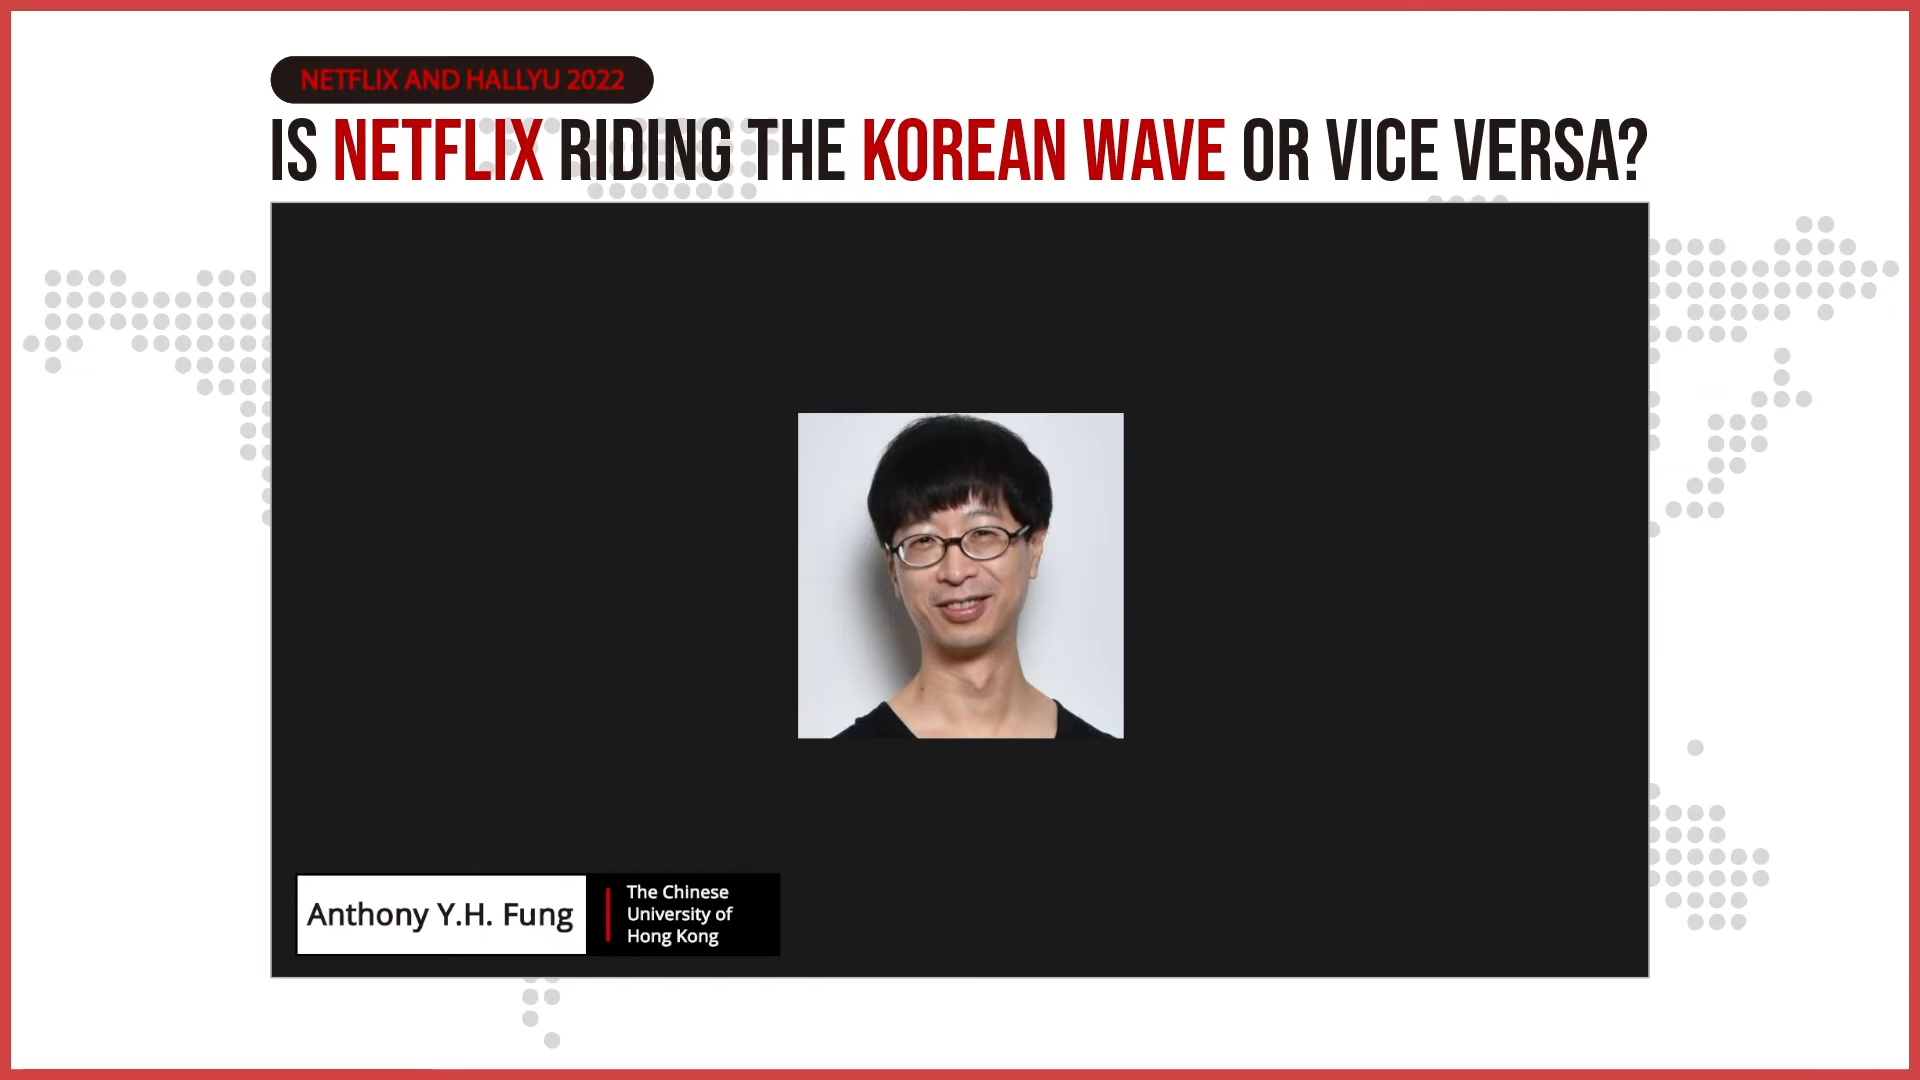 NETFLIX AND HALLYU 2022
IS NETFLIX RIDING THE KOREAN WAVE OR VICE VERSA?
Anthony Y.H. Fung
The Chinese
University of
Hong Kong